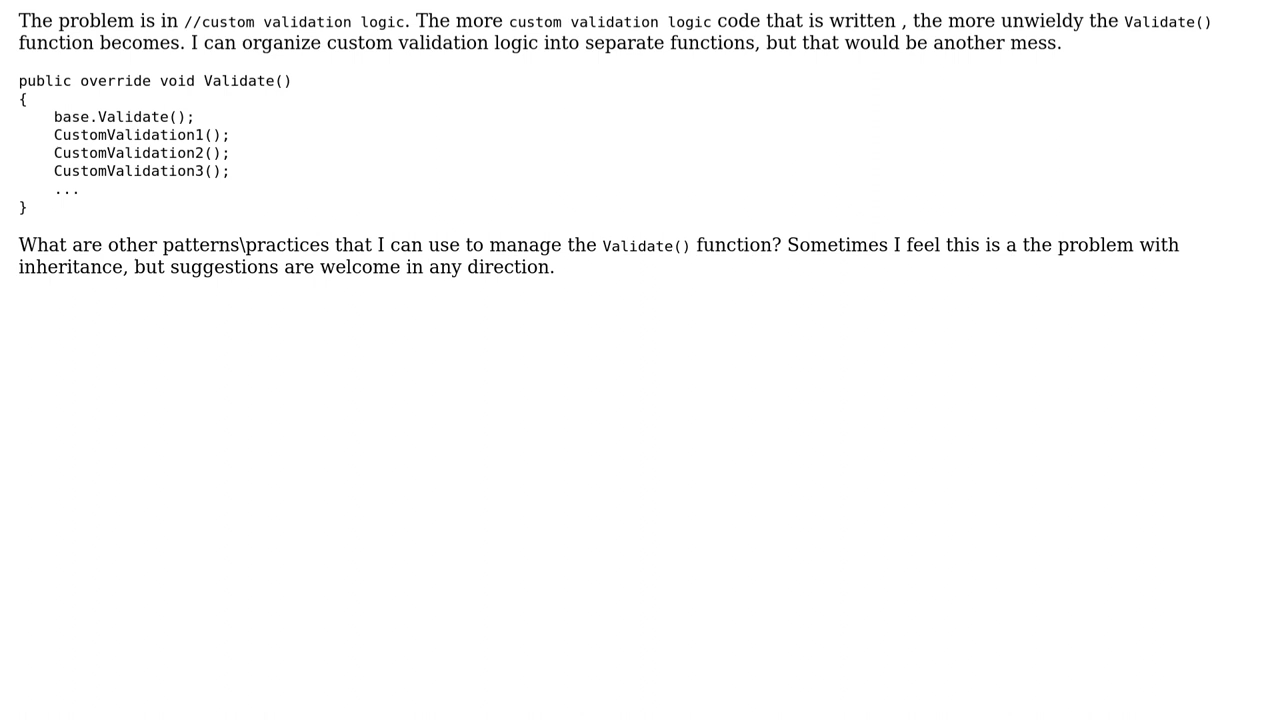 The problem is in //custom validation logic. The more custom validation logic code that is written , the more unwieldy the Validate()
function becomes. I can organize custom validation logic into separate functions, but that would be another mess.
public override void Validate()
{
    base.Validate();
    CustomValidation1();
    CustomValidation2();
    CustomValidation3();
    ...
}
What are other patterns\practices that I can use to manage the Validate() function? Sometimes I feel this is a the problem with
inheritance, but suggestions are welcome in any direction.